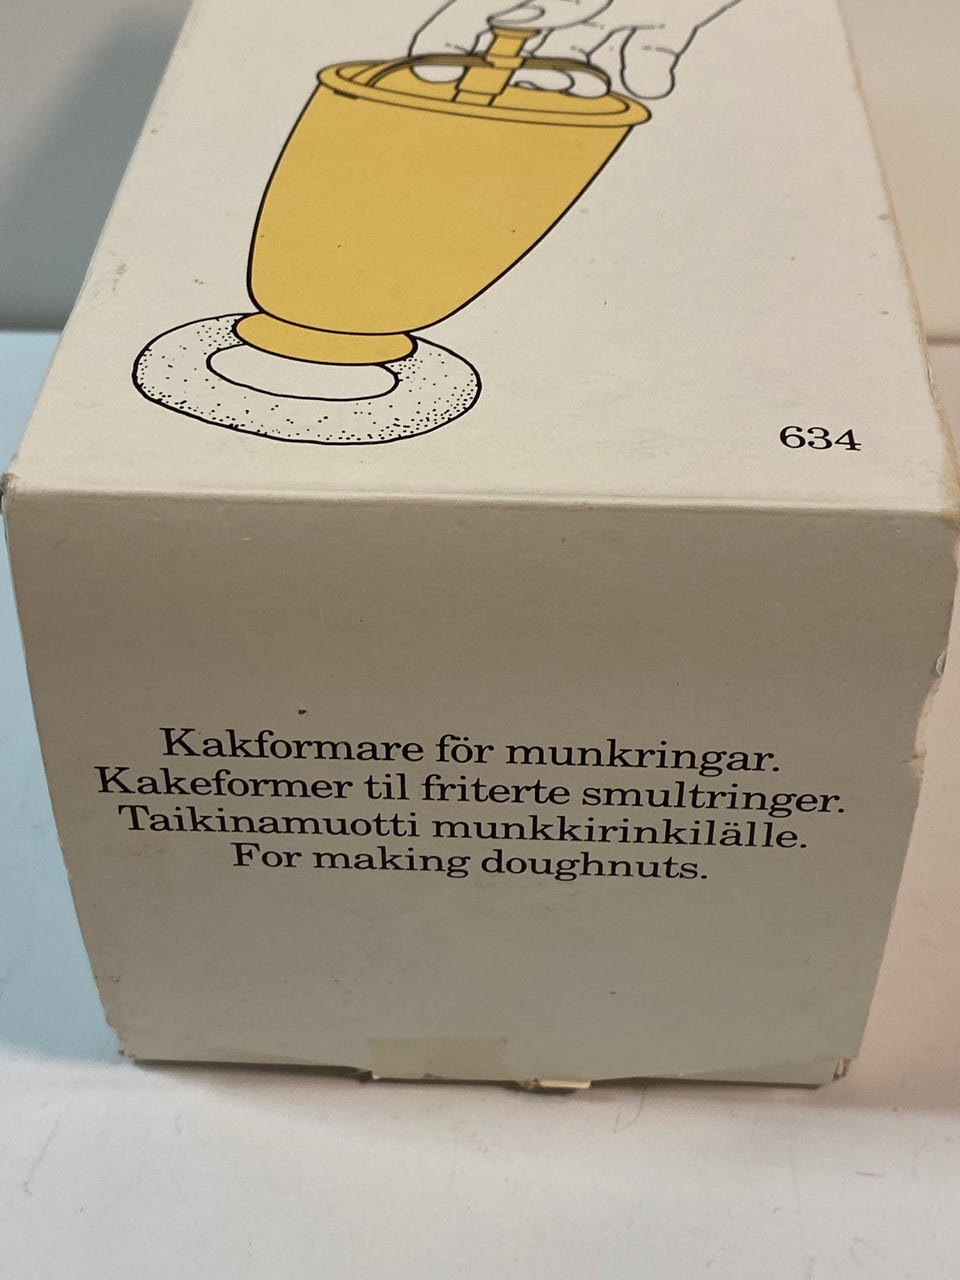 634
Kakformare för munkringar.
Kakeformer til friterte smultringer.
Taikinamuotti munkkirinkilälle.
For making doughnuts.